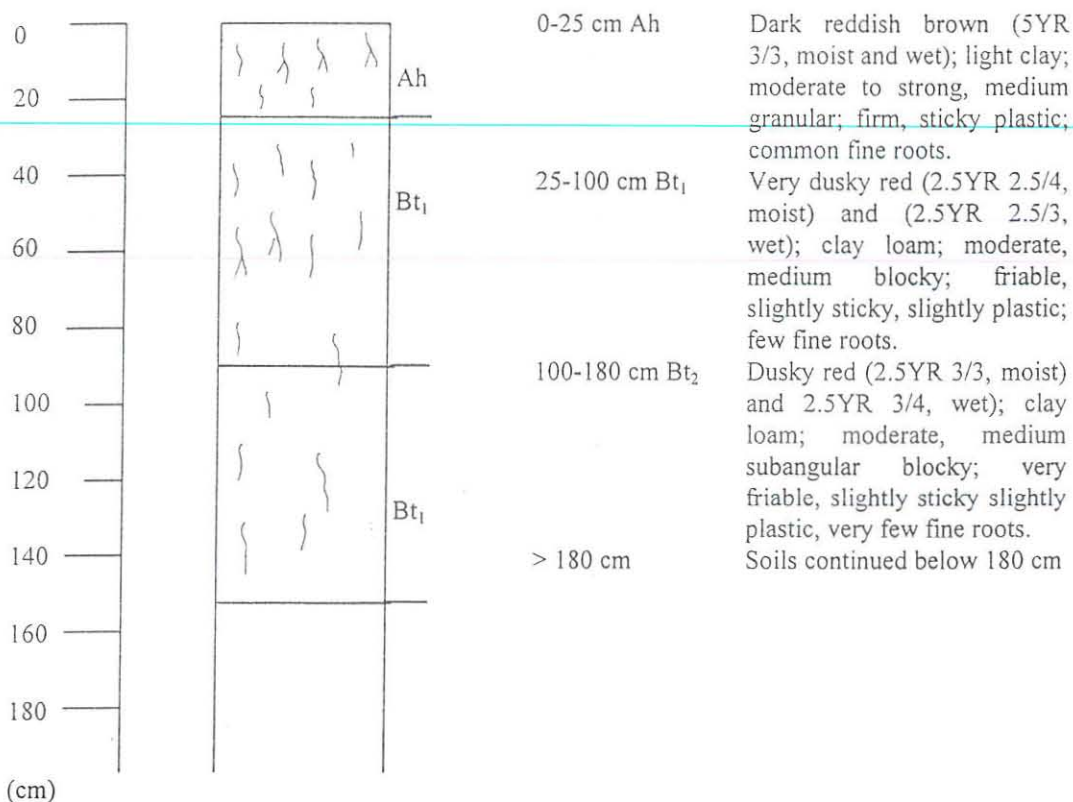 0
20
40
60
80
100
120
140
160
180
(cm)
Ah
Bt₁
Bt₁
0-25 cm Ah
Dark reddish brown (5YR
3/3, moist and wet); light clay;
moderate to strong, medium
granular; firm, sticky plastic;
common fine roots.
25-100 cm Bt₁
Very dusky red (2.5YR 2.5/4,
moist) and (2.5YR 2.5/3,
wet); clay loam; moderate,
medium blocky; friable,
slightly sticky, slightly plastic;
few fine roots.
100-180 cm Bt₂
Dusky red (2.5YR 3/3, moist)
and 2.5YR 3/4, wet); clay
loam; moderate, medium
subangular blocky; very
friable, slightly sticky slightly
plastic, very few fine roots.
> 180 cm
Soils continued below 180 cm